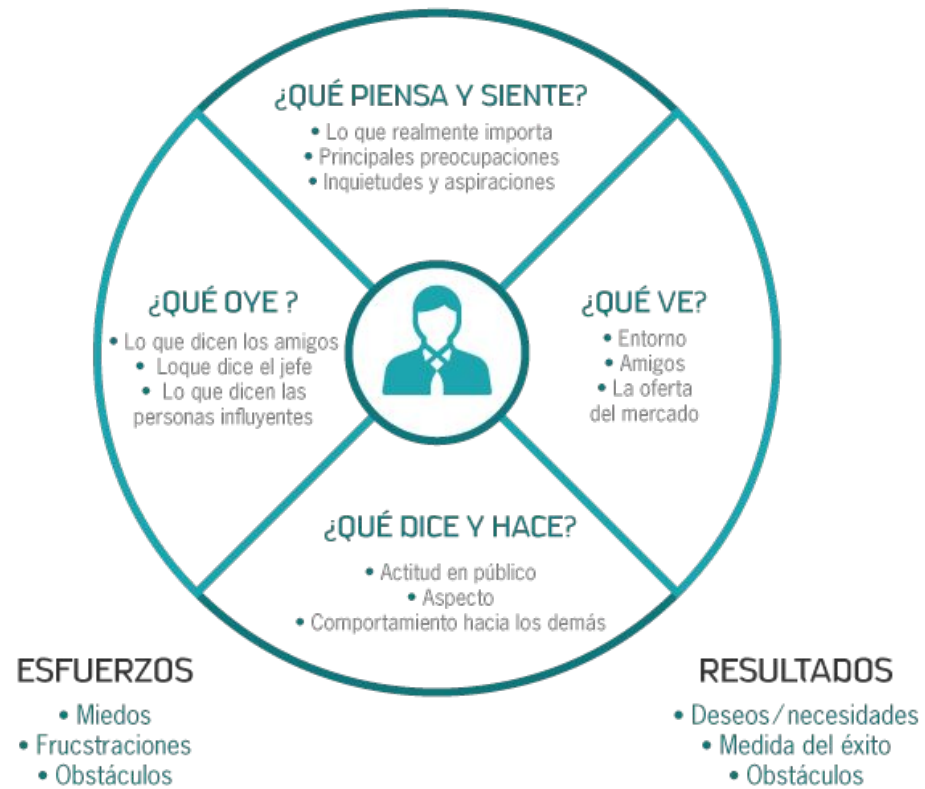 ¿QUÉ PIENSA Y SIENTE?
• Lo que realmente importa
• Principales preocupaciones
• Inquietudes y aspiraciones
¿QUÉ OYE ?
• Lo que dicen los amigos
• Loque dice el jefe
• Lo que dicen las
personas influyentes
¿QUÉ VE?
• Entorno
• Amigos
• La oferta
del mercado
¿QUÉ DICE Y HACE?
• Actitud en público
• Aspecto
• Comportamiento hacia los demás
ESFUERZOS
• Miedos
• Frucstraciones
• Obstáculos
RESULTADOS
• Deseos/necesidades
• Medida del éxito
• Obstáculos